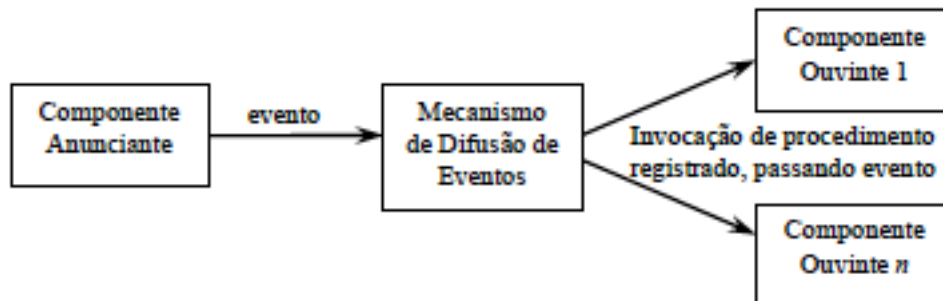 Componente
Anunciante
evento
Mecanismo
de Difusão de
Eventos
Componente
Ouvinte 1
Invocação de procedimento
registrado, passando evento
Componente
Ouvinte n